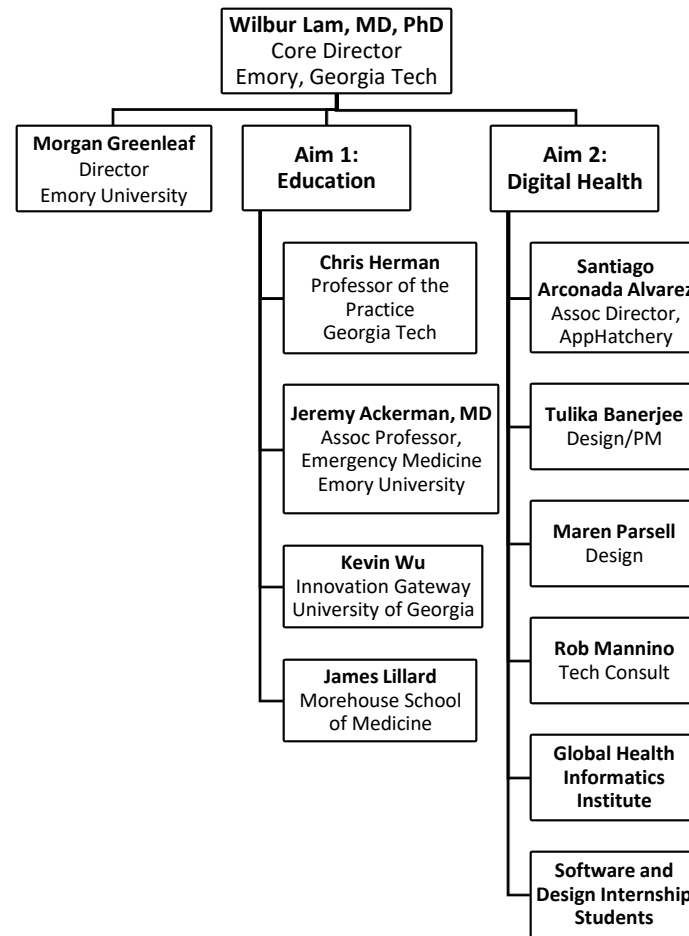 Wilbur Lam, MD, PhD
Core Director
Emory, Georgia Tech
Morgan Greenleaf
Director
Emory University
Aim 1:
Education
Chris Herman
Professor of the
Practice
Georgia Tech
Jeremy Ackerman, MD
Assoc Professor,
Emergency Medicine
Emory University
Kevin Wu
Innovation Gateway
University of Georgia
James Lillard
Morehouse School
of Medicine
Aim 2:
Digital Health
Santiago
Arconada Alvarez
Assoc Director,
AppHatchery
Tulika Banerjee
Design/PM
Maren Parsell
Design
Rob Mannino
Tech Consult
Global Health
Informatics
Institute
Software and
Design Internship
Students